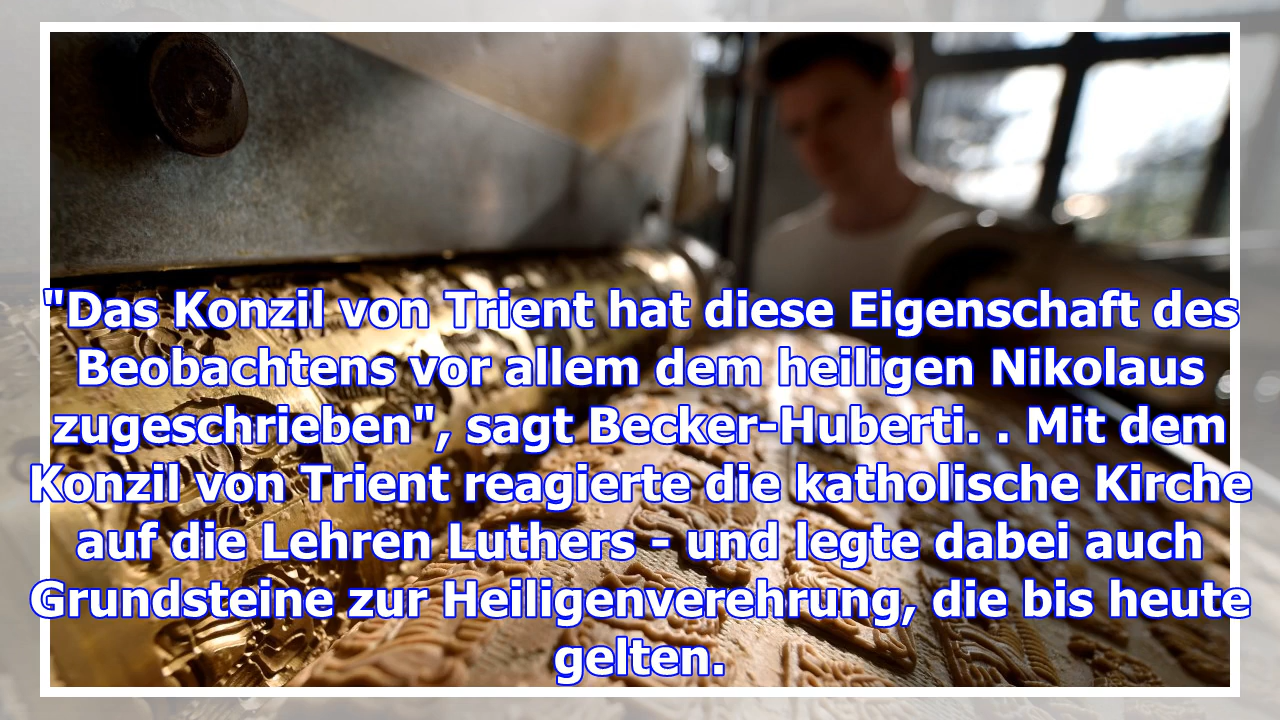 "Das Konzil von Trient hat diese Eigenschaft des
Beobachtens vor allem dem heiligen Nikolaus
zugeschrieben", sagt Becker-Huberti. . Mit dem
Konzil von Trient reagierte die katholische Kirche
auf die Lehren Luthers - und legte dabei auch
Grundsteine zur Heiligenverehrung, die bis heute
gelten.